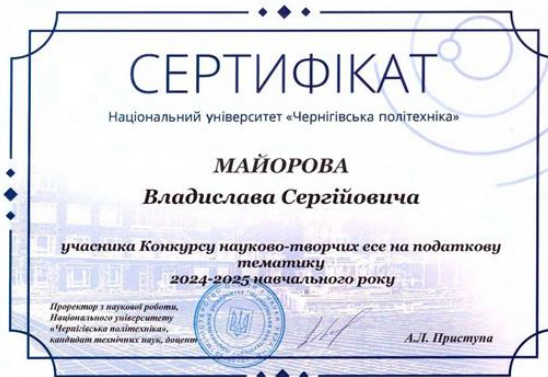 СЕРТИФІКАТ
Національний університет «Чернігівська політехніка»
МАЙОРОВА
Владислава Сергійовича
учасника Конкурсу науково-творчих есе на податкову
тематику
2024-2025 навчального року
Проректор з наукової роботи,
Національного університету
«Чернігівська політехніка»,
кандидат технічних наук, доцент
А.Л. Приступа